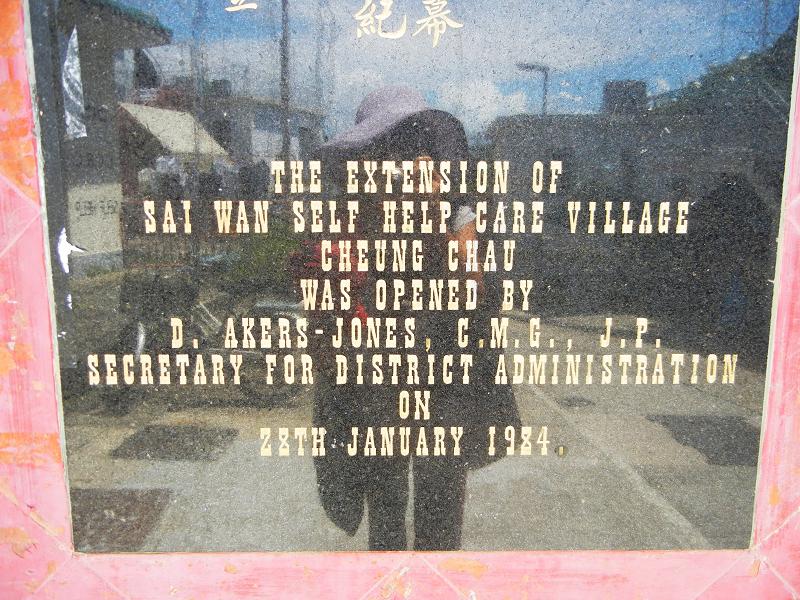 立
紀幕
THE EXTENSION OF
SAI WAN SELF HELP CARE VILLAGE
CHEUNG CHAU
WAS OPENED BY
D. AKERS-JONES, C.M.G., J.P.
SECRETARY FOR DISTRICT ADMINISTRATION
ON
28TH JANUARY 1984.